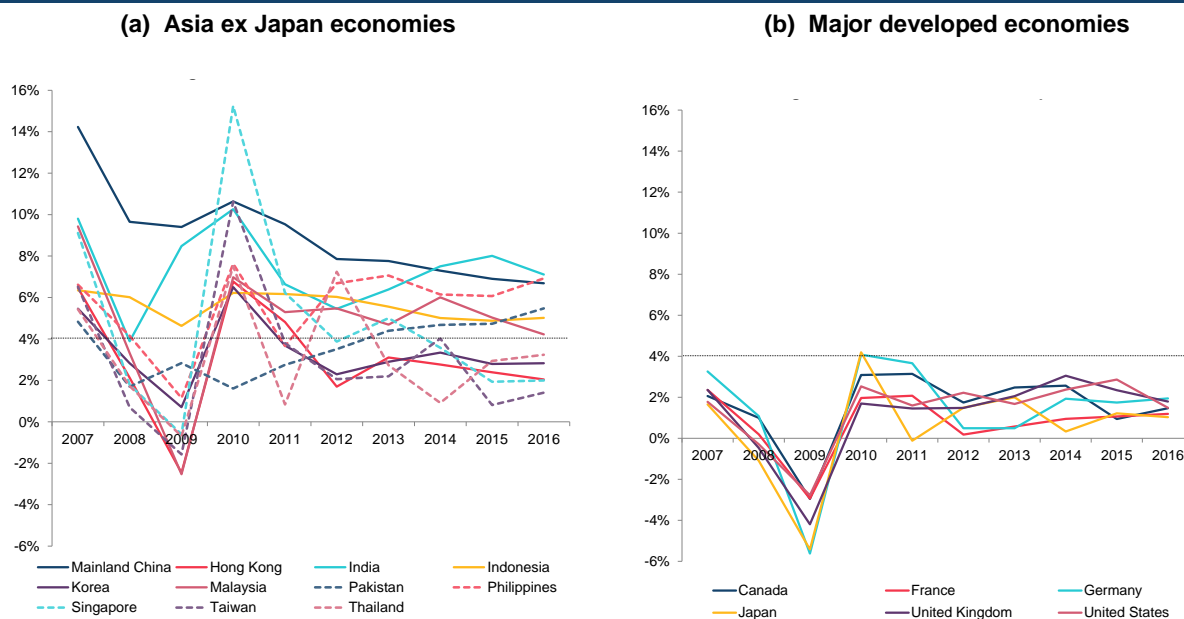 (a) Asia ex Japan economies
(b) Major developed economies
16%
14%
12%
10%
8%
6%
4%
2%
0%
-2%
-4%
-6%
2007 2008 2009 2010 2011 2012 2013 2014 2015 2016
Mainland China Hong Kong India Indonesia
Korea Malaysia Pakistan Philippines
Singapore Taiwan Thailand
16%
14%
12%
10%
8%
6%
4%
2%
0%
-2%
-4%
-6%
2007 2008 2009 2010 2011 2012 2013 2014 2015 2016
Canada France Germany
Japan United Kingdom United States